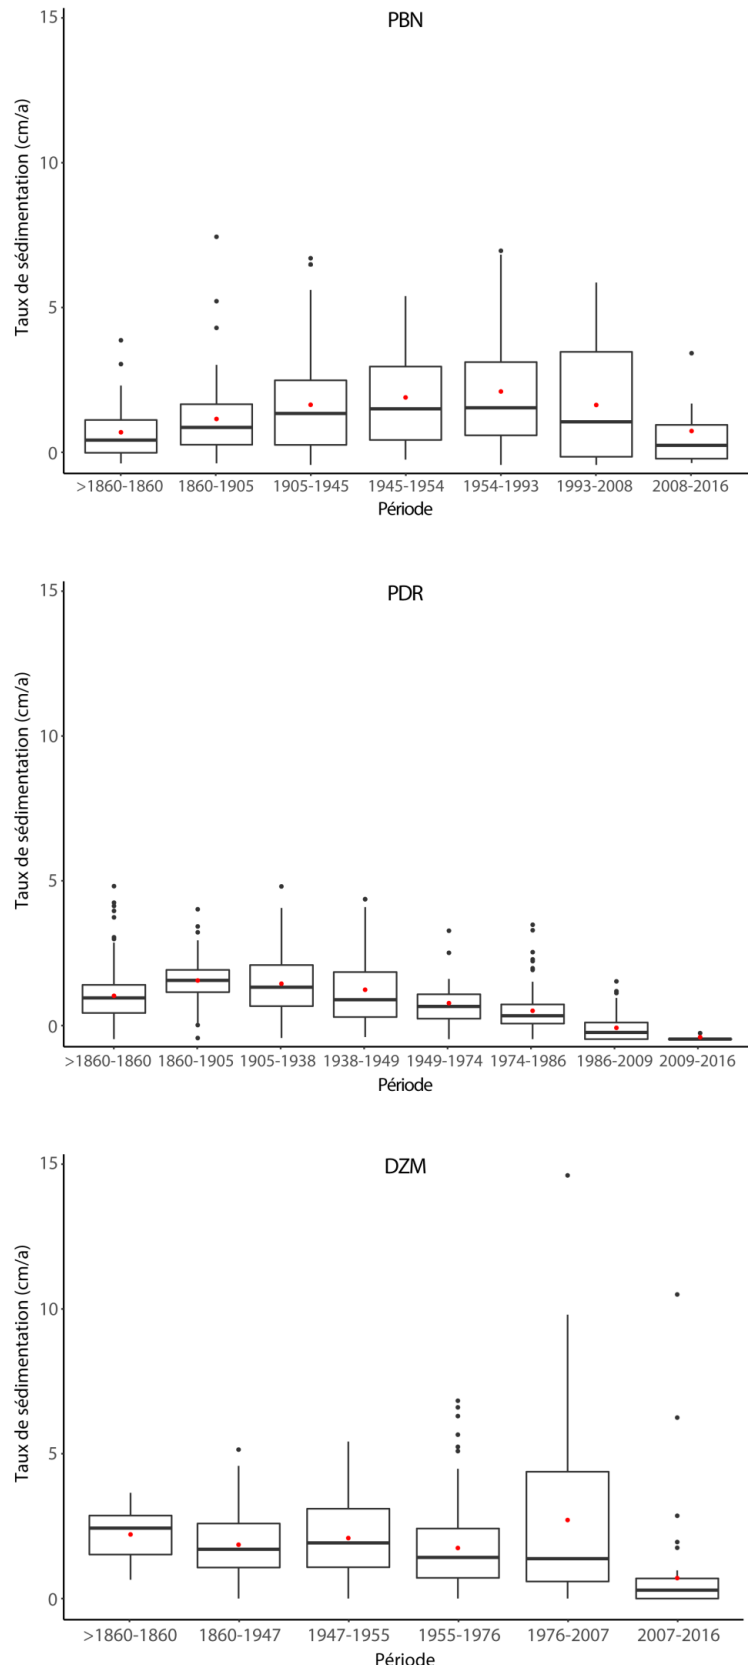 PBN
15
10
5
0
Taux de sédimentation (cm/a)
>1860-1860 1860-1905 1905-1945 1945-1954 1954-1993 1993-2008 2008-2016
Période
PDR
15
10
5
0
Taux de sédimentation (cm/a)
>1860-1860 1860-1905 1905-1938 1938-1949 1949-1974 1974-1986 1986-2009 2009-2016
Période
DZM
15
10
5
0
Taux de sédimentation (cm/a)
>1860-1860 1860-1947 1947-1955 1955-1976 1976-2007 2007-2016
Période